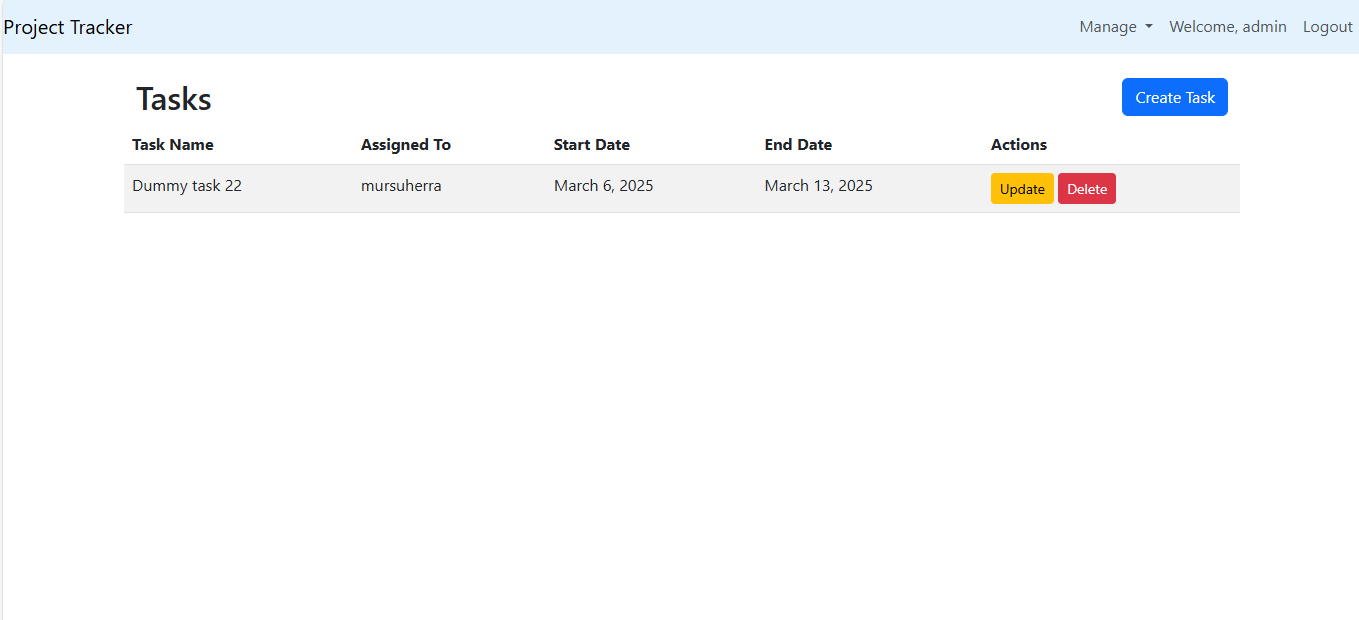 Project Tracker Manage Welcome, admin Logout
Tasks Create Task
Task Name Assigned To Start Date End Date Actions
Dummy task 22 mursuherra March 6, 2025 March 13, 2025 Update Delete